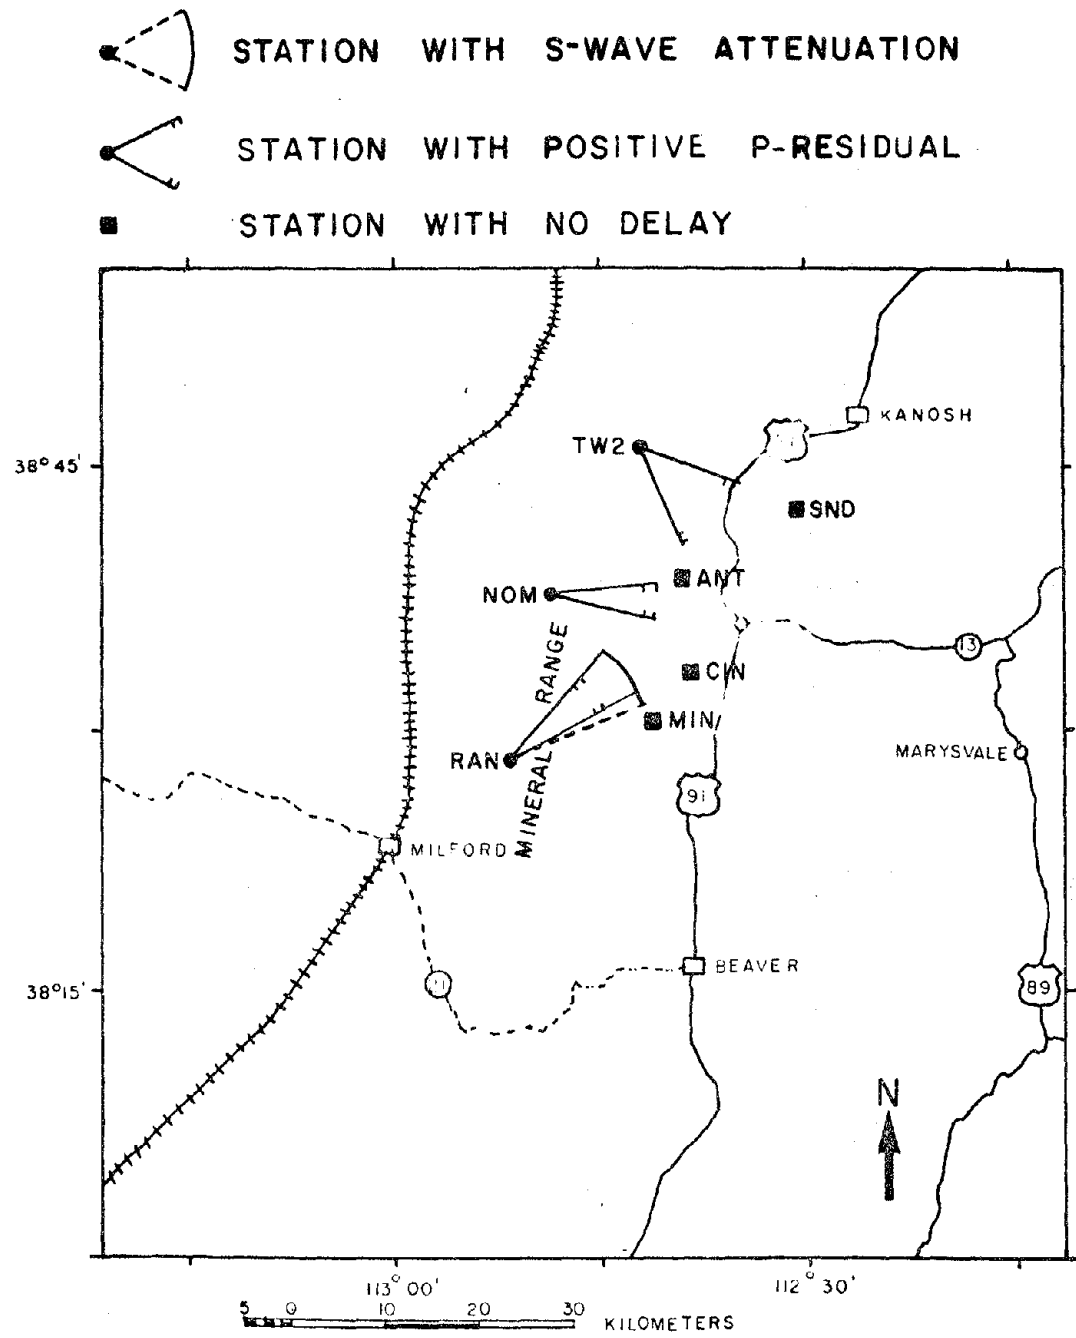 STATION WITH S-WAVE ATTENUATION
STATION WITH POSITIVE P-RESIDUAL
STATION WITH NO DELAY
KANOSH
TW2
38° 45'
SND
ANT
NOM
RANGE
13
CIN
MIN
MARYSVALE
RAN
MINERAL
91
MILFORD
BEAVER
38° 15'
89
N
113° 00'
112° 30'
5 0 10 20 30 KILOMETERS